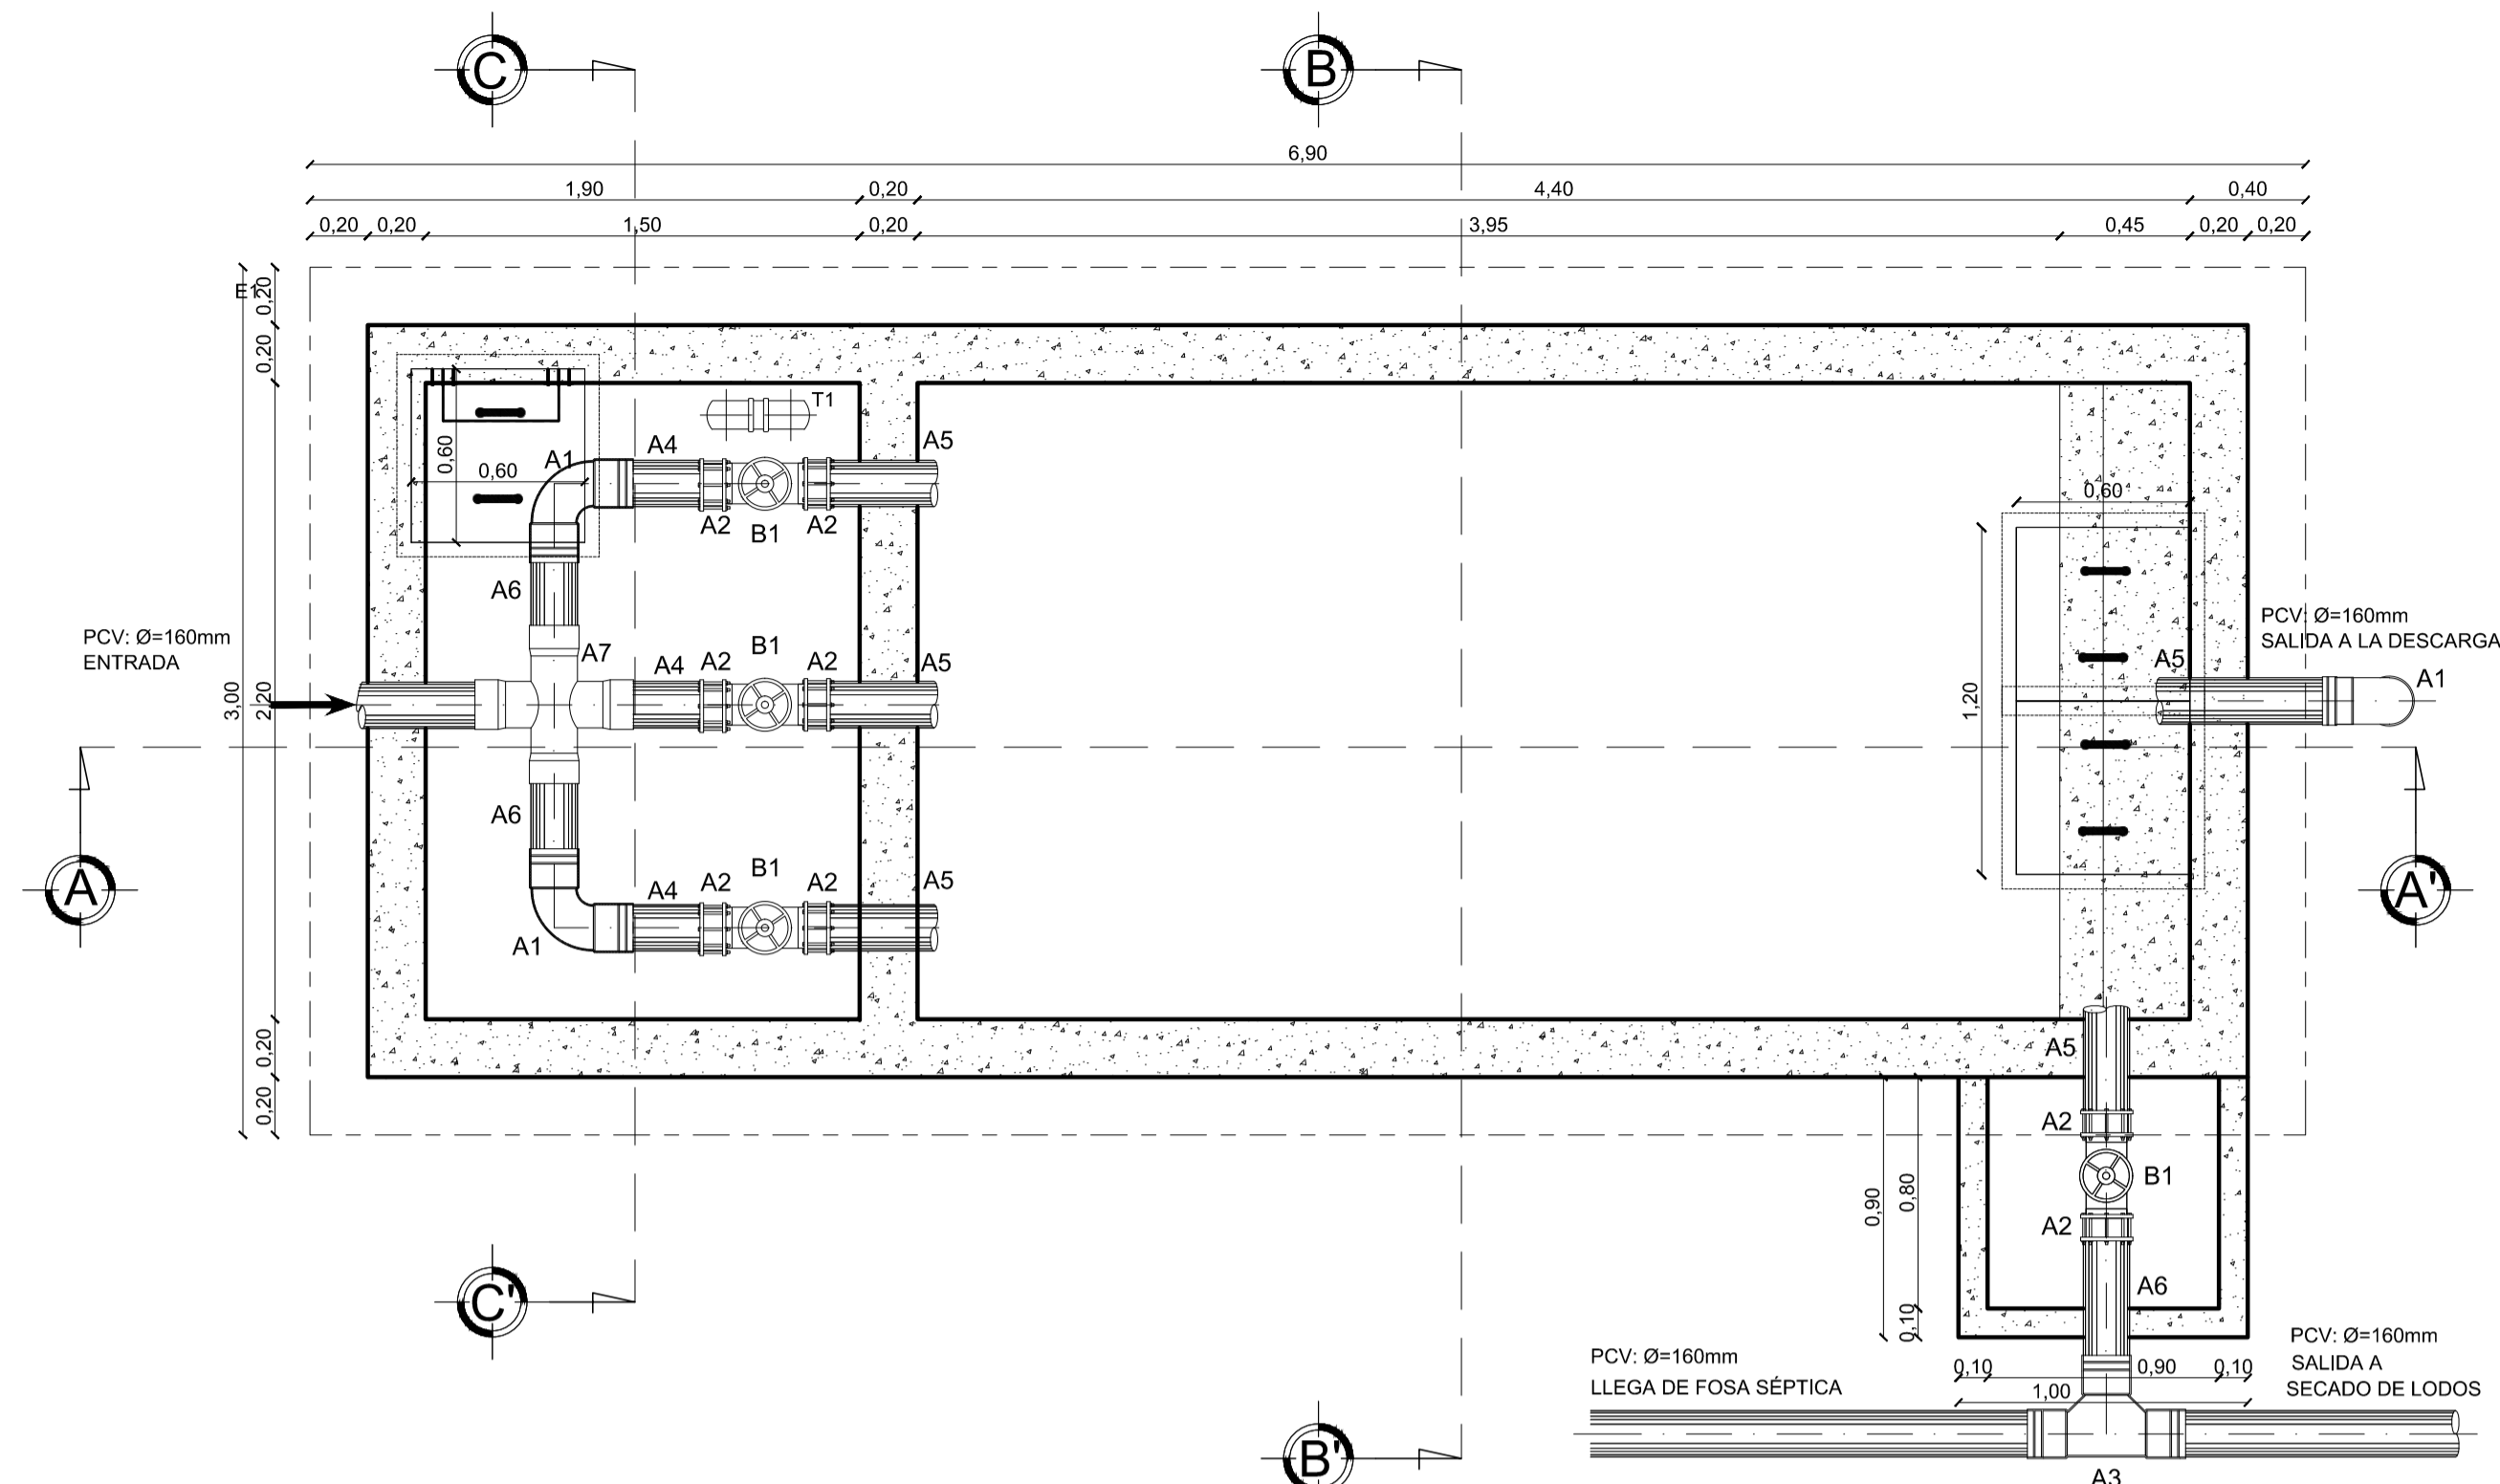 C
B
6,90
1,90
0,20
4,40
0,40
0,20
0,20
1,50
0,20
3,95
0,45
0,20
0,20
0,20
0,20
T1
A4
A5
A1
0,60
0,60
0,60
A2
B1
A2
A6
PCV: Ø=160mm
ENTRADA
A7
A4
A2
B1
A2
A5
PCV: Ø=160mm
SALIDA A LA DESCARGA
A5
A1
3,00
2,20
1,20
A6
A
A4
A2
B1
A2
A5
A'
A1
0,20
0,20
A5
A2
B1
0,90
0,80
A2
A6
C'
0,10
PCV: Ø=160mm
LLEGA DE FOSA SÉPTICA
0,10
0,90
0,10
1,00
PCV: Ø=160mm
SALIDA A
SECADO DE LODOS
B'
A3